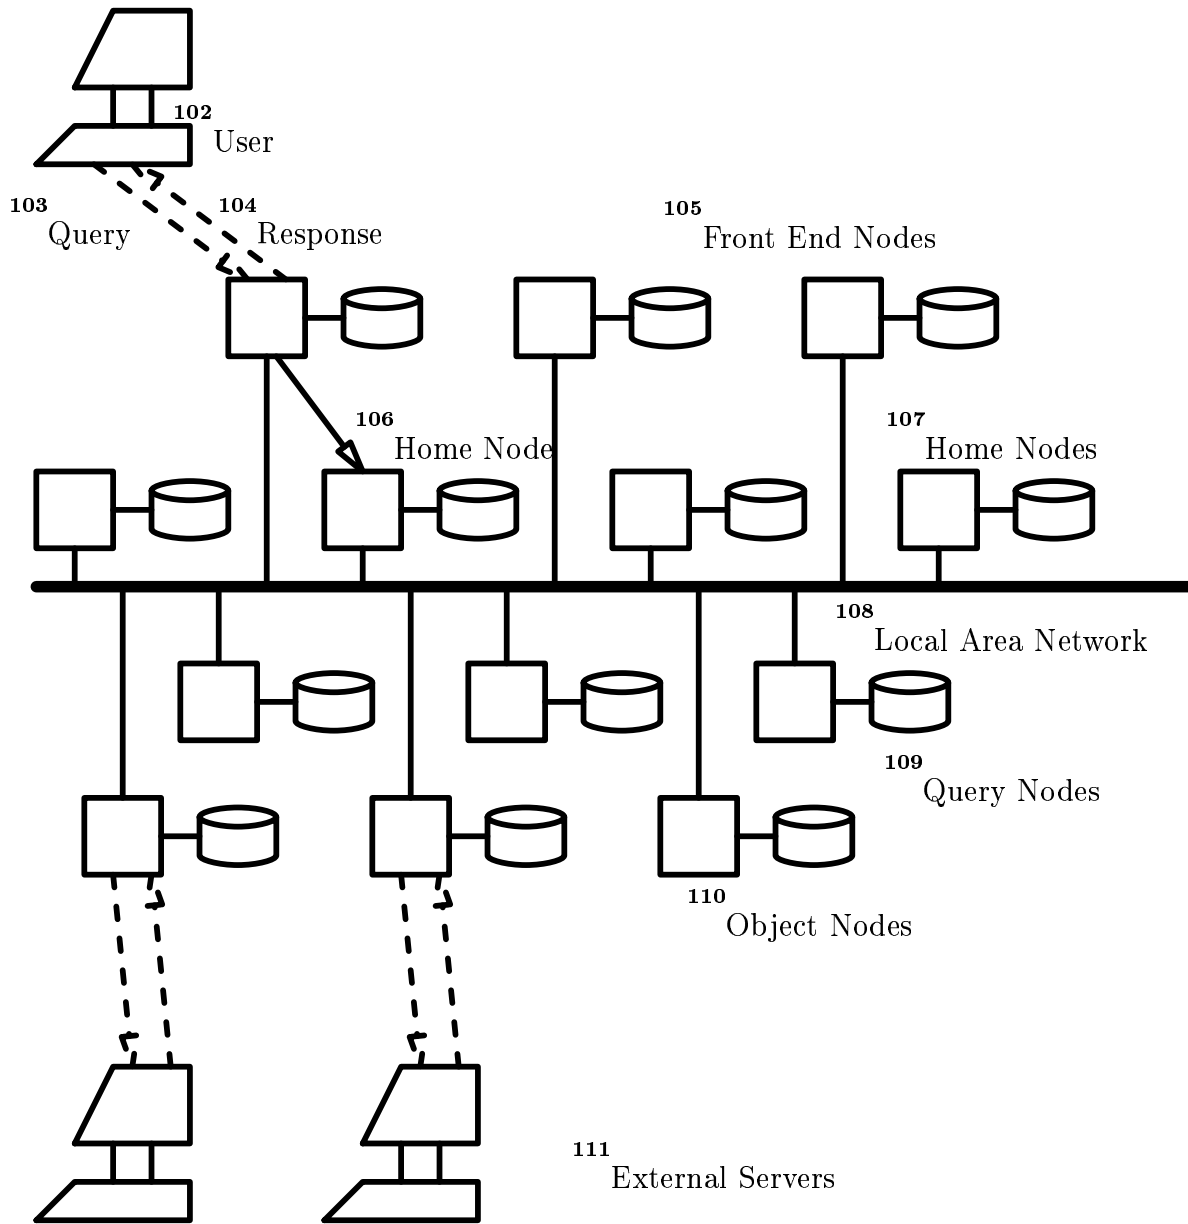 102
User
103
Query
104
Response
105
Front End Nodes
106
Home Node
107
Home Nodes
108
Local Area Network
109
Query Nodes
110
Object Nodes
111
External Servers